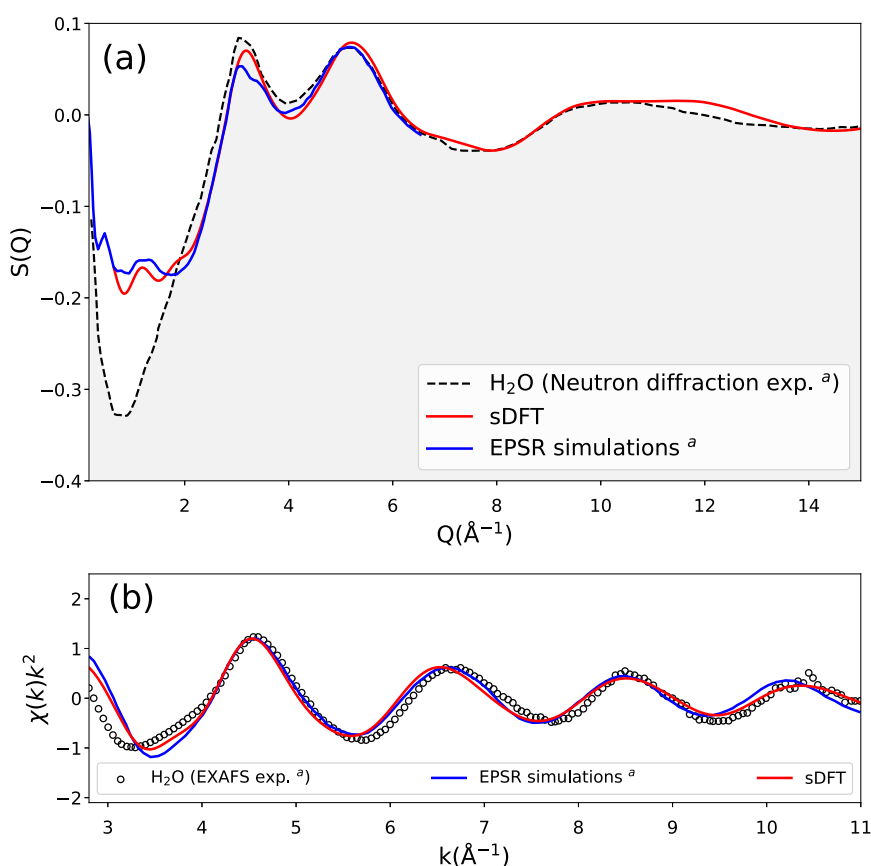 (a)
0.1
0.0
−0.1
−0.2
−0.3
−0.4
S(Q)
H₂O (Neutron diffraction exp. ᵃ)
sDFT
EPSR simulations ᵃ
2 4 6 8 10 12 14
Q(Å⁻¹)
(b)
2
1
0
−1
−2
χ(k)k²
H₂O (EXAFS exp. ᵃ) EPSR simulations ᵃ sDFT
3 4 5 6 7 8 9 10 11
k(Å⁻¹)